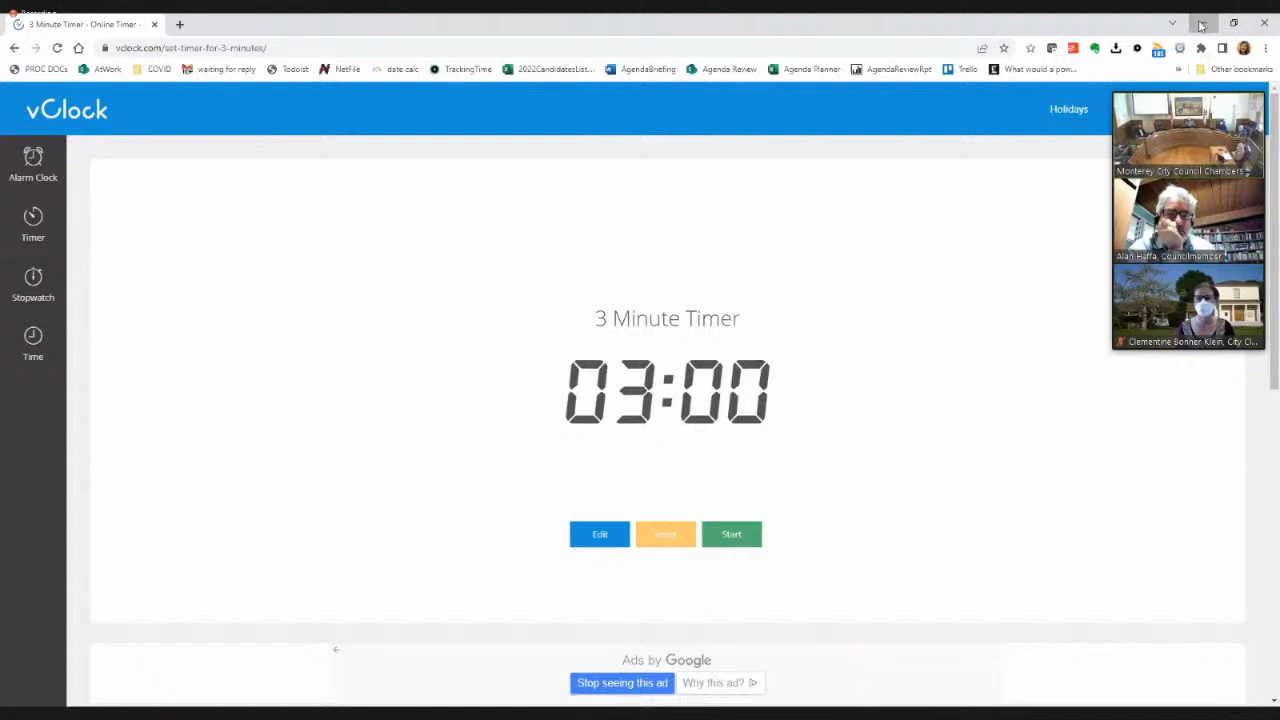 Recording
3 Minute Timer - Online Timer -
vclock.com/set-timer-for-3-minutes/
PROC DOCs
AtWork
COVID
waiting for reply
Todoist
NetFile
date calc
TrackingTime
2022CandidatesList...
AgendaBriefing
Agenda Review
Agenda Planner
AgendaReviewRpt
Trello
What would a pow...
»
Other bookmarks
vClock
Holidays
Alarm Clock
Timer
Stopwatch
Time
Monterey City Council Chambers
Alan Haffa, Councilmember
Clementine Bonner Klein, City Cl...
3 Minute Timer
03:00
Edit
Reset
Start
Ads by Google
Stop seeing this ad
Why this ad?